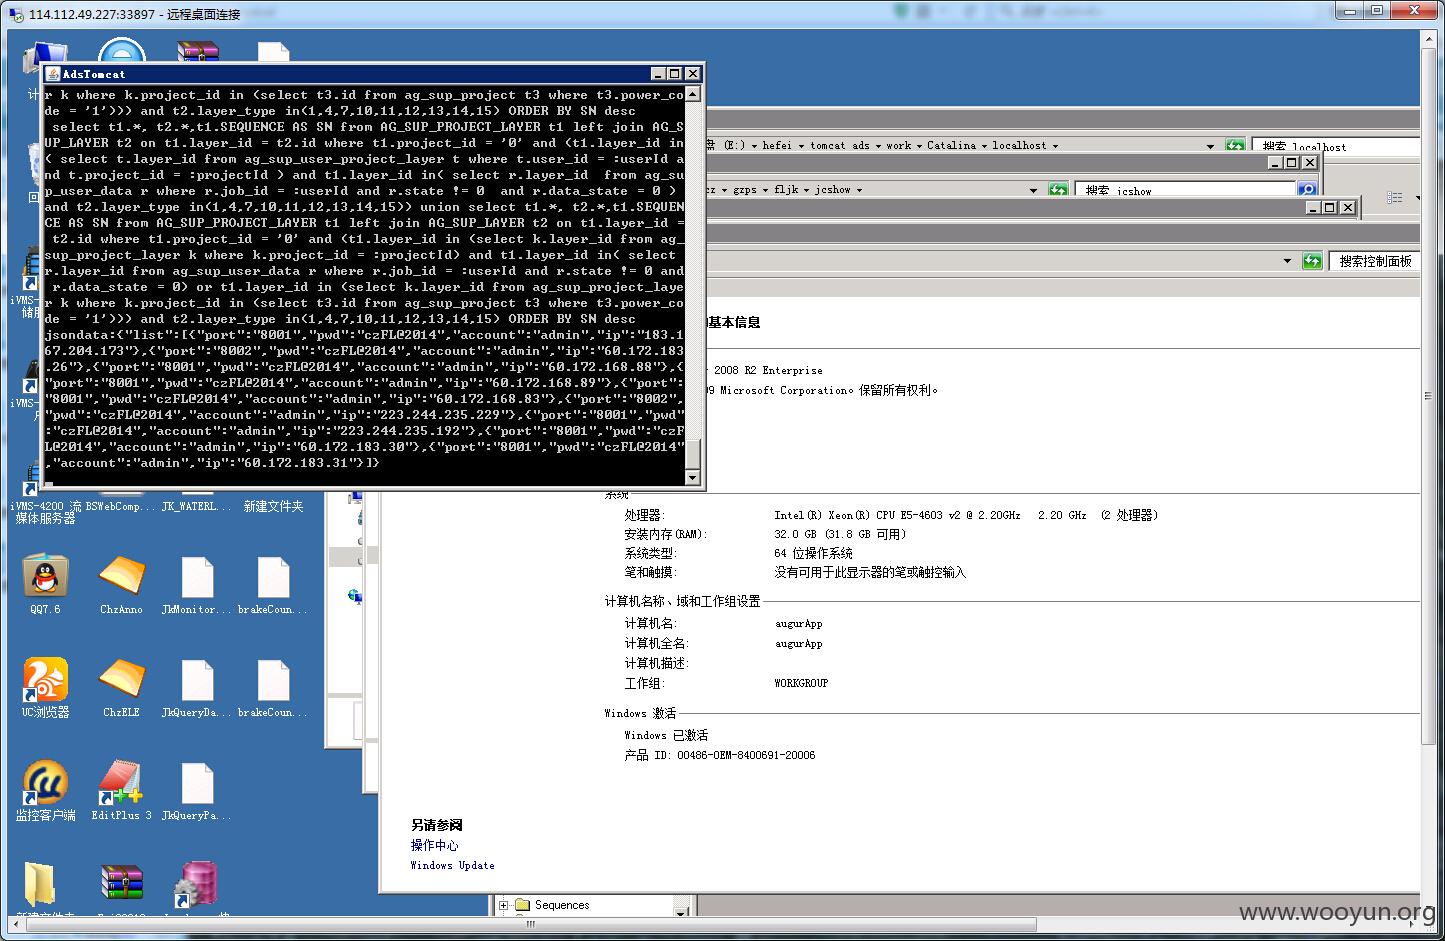 114.112.49.227:33897 - 远程桌面连接
AdsTomcat
r k where k.project_id in (select t3.id from ag_sup_project t3 where t3.power_co
de = '1'))) and t2.layer_type in(1,4,7,10,11,12,13,14,15) ORDER BY SN desc
select t1.*, t2.*,t1.SEQUENCE AS SN from AG_SUP_PROJECT_LAYER t1 left join AG_S
UP_LAYER t2 on t1.layer_id = t2.id where t1.project_id = '0' and (t1.layer_id in
( select t.layer_id from ag_sup_user_project_layer t where t.user_id = :userId a
nd t.project_id = :projectId ) and t1.layer_id in( select r.layer_id  from ag_su
p_user_data r where r.job_id = :userId and r.state != 0  and r.data_state = 0 )
and t2.layer_type in(1,4,7,10,11,12,13,14,15)) union select t1.*, t2.*,t1.SEQUEN
CE AS SN from AG_SUP_PROJECT_LAYER t1 left join AG_SUP_LAYER t2 on t1.layer_id =
t2.id where t1.project_id = '0' and (t1.layer_id in (select k.layer_id from ag_
sup_project_layer k where k.project_id = :projectId) and t1.layer_id in( select
r.layer_id from ag_sup_user_data r where r.job_id = :userId and r.state != 0 and
r.data_state = 0) or t1.layer_id in (select k.layer_id from ag_sup_project_laye
r k where k.project_id in (select t3.id from ag_sup_project t3 where t3.power_co
de = '1'))) and t2.layer_type in(1,4,7,10,11,12,13,14,15) ORDER BY SN desc
jsondata:{"list":[{"port":"8001","pwd":"czFL@2014","account":"admin","ip":"183.1
67.204.173"},{"port":"8002","pwd":"czFL@2014","account":"admin","ip":"60.172.183
.26"},{"port":"8001","pwd":"czFL@2014","account":"admin","ip":"60.172.168.88"},{
"port":"8001","pwd":"czFL@2014","account":"admin","ip":"60.172.168.89"},{"port":
"8001","pwd":"czFL@2014","account":"admin","ip":"60.172.168.83"},{"port":"8002",
"pwd":"czFL@2014","account":"admin","ip":"223.244.235.229"},{"port":"8001","pwd"
:"czFL@2014","account":"admin","ip":"223.244.235.192"},{"port":"8001","pwd":"czF
L@2014","account":"admin","ip":"60.172.183.30"},{"port":"8001","pwd":"czFL@2014"
,"account":"admin","ip":"60.172.183.31"}]}
盘 (E:) hefei tomcat ads work Catalina localhost
搜索 localhost
cz gzps fljk jcshow
搜索 jcshow
搜索控制面板
基本信息
2008 R2 Enterprise
09 Microsoft Corporation。保留所有权利。
系统
处理器: Intel(R) Xeon(R) CPU E5-4603 v2 @ 2.20GHz 2.20 GHz (2 处理器)
安装内存(RAM): 32.0 GB (31.8 GB 可用)
系统类型: 64 位操作系统
笔和触摸: 没有可用于此显示器的笔或触控输入
计算机名称、域和工作组设置
计算机名: augurApp
计算机全名: augurApp
计算机描述:
工作组: WORKGROUP
Windows 激活
Windows 已激活
产品 ID: 00486-OEM-8400691-20006
另请参阅
操作中心
Windows Update
Sequences
iVMS-4200 流媒体服务器
BSWebComp...
JK_WATERL...
新建文件夹
QQ7.6
ChzAnno
JkMonitor...
brakeCoun...
UC浏览器
ChzELE
JkQueryDa...
brakeCoun...
监控客户端
EditPlus 3
JkQueryPa...
www.wooyun.org